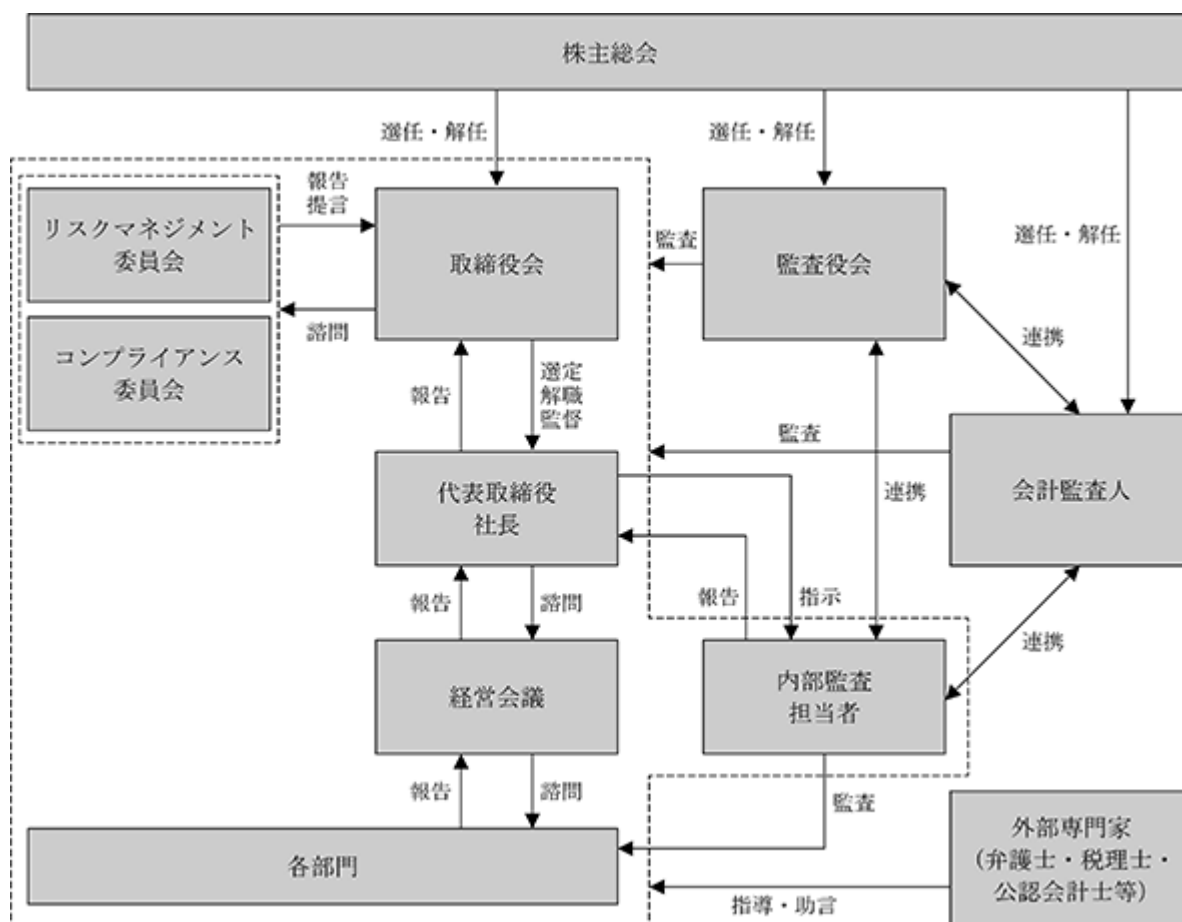 株主総会
選任・解任
選任・解任
選任・解任
リスクマネジメント
委員会
報告
提言
取締役会
監査
監査役会
諮問
コンプライアンス
委員会
連携
報告
選定
解職
監督
監査
連携
会計監査人
代表取締役
社長
報告
諮問
報告
指示
連携
経営会議
内部監査
担当者
報告
諮問
監査
各部門
外部専門家
(弁護士・税理士・
公認会計士等)
指導・助言